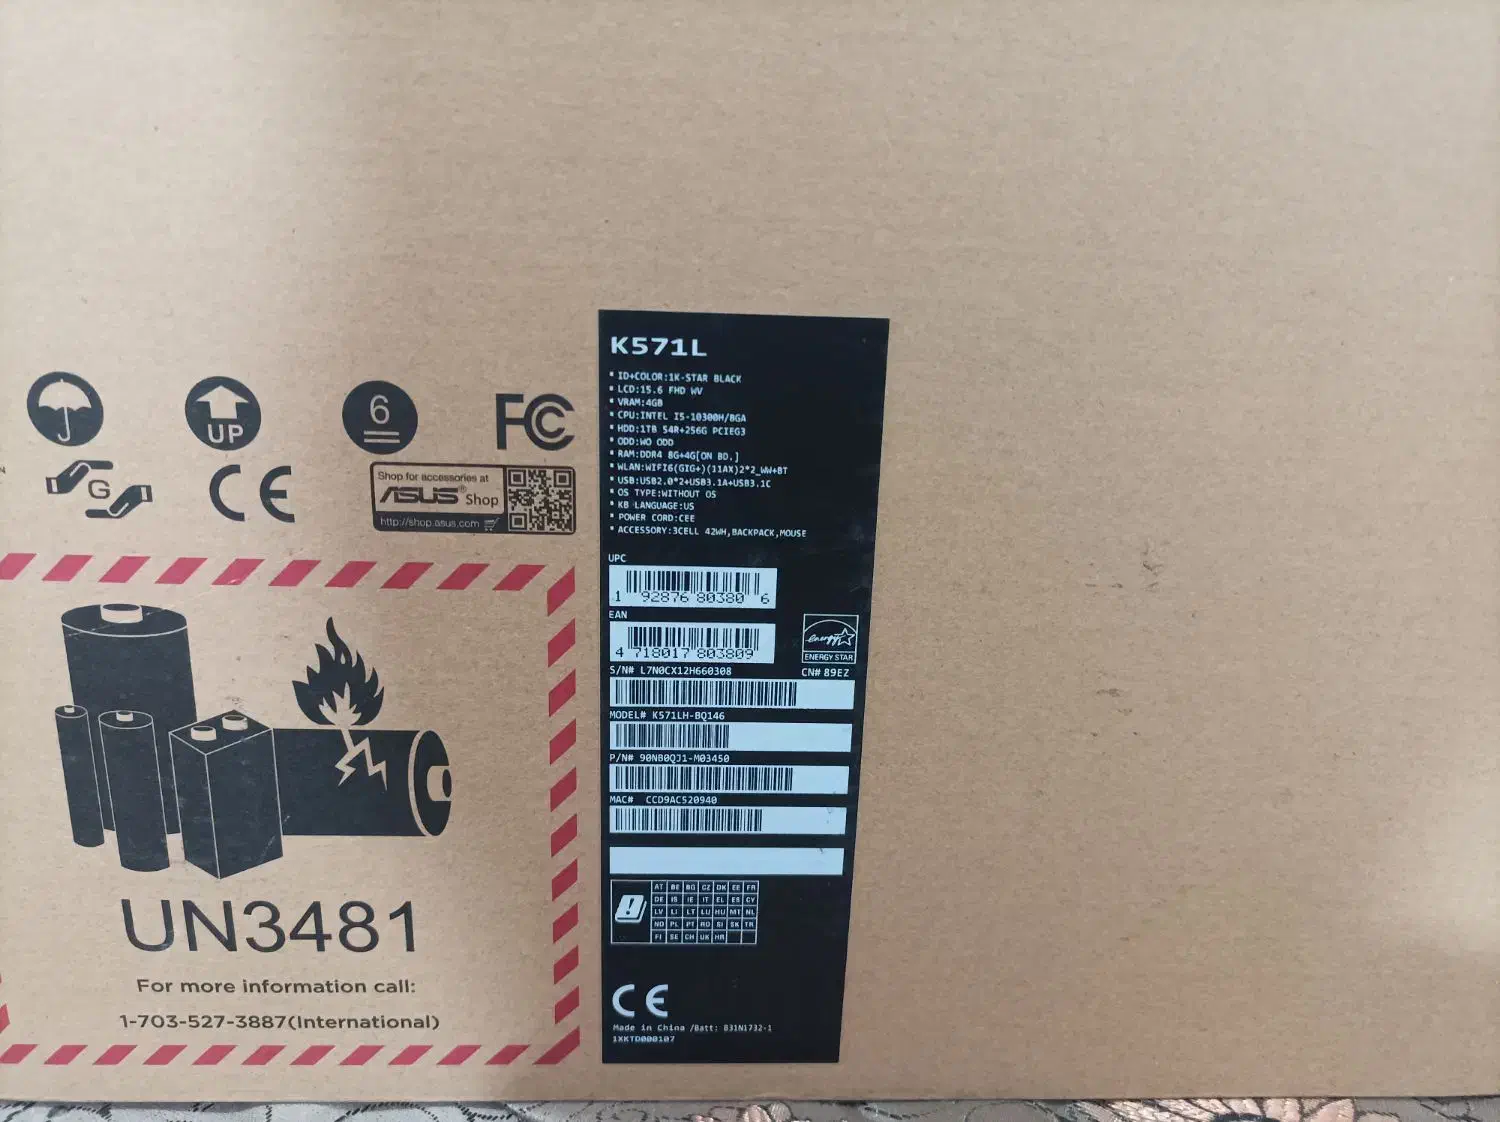 UP
6
FC
G
CE
Shop for accessories at
ASUS® Shop
http://shop.asus.com
UN3481
For more information call:
1-703-527-3887(International)
K571L
• ID+COLOR:1K-STAR BLACK
• LCD:15.6 FHD WV
• VRAM:4GB
• CPU:INTEL I5-10300H/BGA
• HDD:1TB 54R+256G PCIEG3
• ODD:WO ODD
• RAM:DDR4 8G+4G[ON BD.]
• WLAN:WIFI6(GIG+)(11AX)2*2_WW+BT
• USB:USB2.0*2+USB3.1A+USB3.1C
• OS TYPE:WITHOUT OS
• KB LANGUAGE:US
• POWER CORD:CEE
• ACCESSORY:3CELL 42WH,BACKPACK,MOUSE
UPC
1 92876 80380 6
EAN
4 718017 803809
energy
ENERGY STAR
S/N# L7N0CX12H660308
CN# 89EZ
MODEL# K571LH-BQ146
P/N# 90NB0QJ1-M03450
MAC# CCD9AC520940
AT BE BG CZ DK EE FR
DE IS IE IT EL ES CY
LV LI LT LU HU MT NL
NO PL PT RO SI SK TR
FI SE CH UK HR
CE
Made in China /Batt: B31N1732-1
1XKTD000107